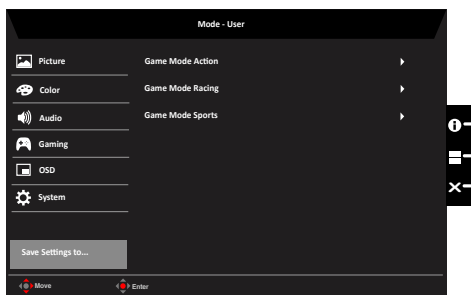 Mode - User
Picture
Color
Audio
Gaming
OSD
System
Save Settings to...
Game Mode Action
Game Mode Racing
Game Mode Sports
Move
Enter